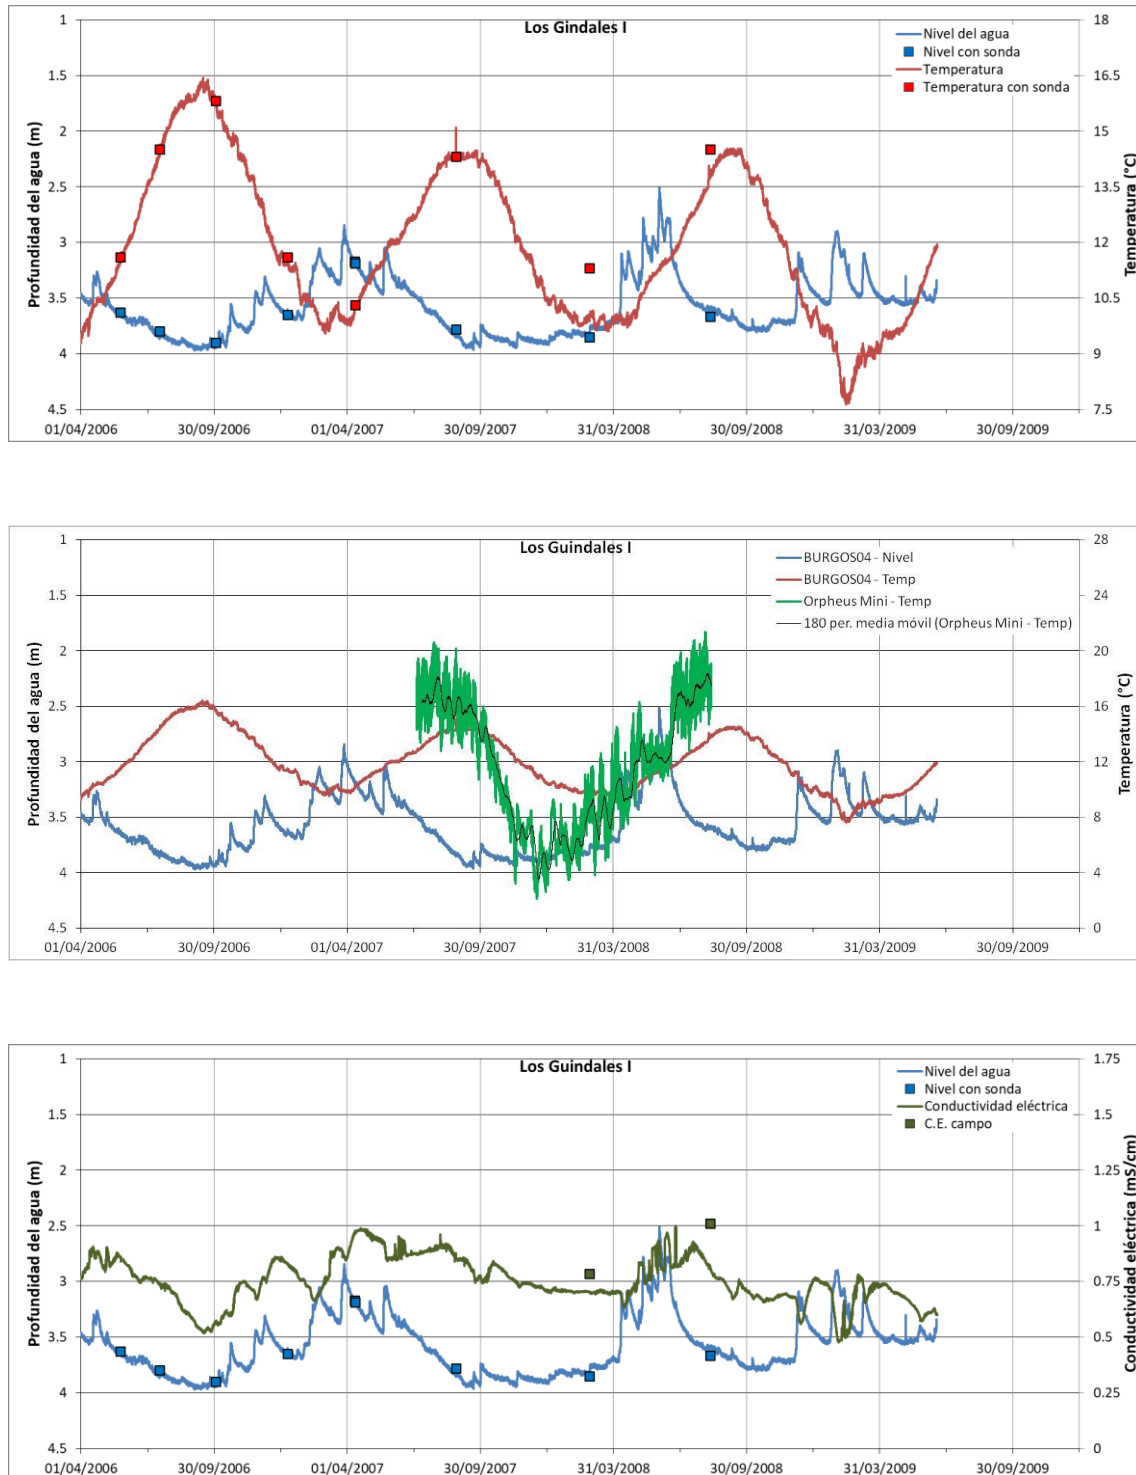 Los Gindales I
Profundidad del agua (m)
1
1.5
2
2.5
3
3.5
4
4.5
Nivel del agua
Nivel con sonda
Temperatura
Temperatura con sonda
18
16.5
15
13.5
12
10.5
9
7.5
Temperatura (°C)
01/04/2006 30/09/2006 01/04/2007 30/09/2007 31/03/2008 30/09/2008 31/03/2009 30/09/2009
Los Guindales I
Profundidad del agua (m)
1
1.5
2
2.5
3
3.5
4
4.5
BURGOS04 - Nivel
BURGOS04 - Temp
Orpheus Mini - Temp
180 per. media móvil (Orpheus Mini - Temp)
28
24
20
16
12
8
4
0
Temperatura (°C)
01/04/2006 30/09/2006 01/04/2007 30/09/2007 31/03/2008 30/09/2008 31/03/2009 30/09/2009
Los Guindales I
Profundidad del agua (m)
1
1.5
2
2.5
3
3.5
4
4.5
Nivel del agua
Nivel con sonda
Conductividad eléctrica
C.E. campo
1.75
1.5
1.25
1
0.75
0.5
0.25
0
Conductividad eléctrica (mS/cm)
01/04/2006 30/09/2006 01/04/2007 30/09/2007 31/03/2008 30/09/2008 31/03/2009 30/09/2009